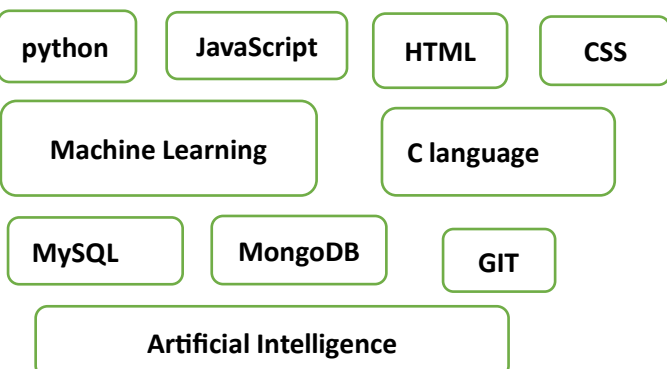 python
JavaScript
HTML
CSS
Machine Learning
C language
MySQL
MongoDB
GIT
Artificial Intelligence